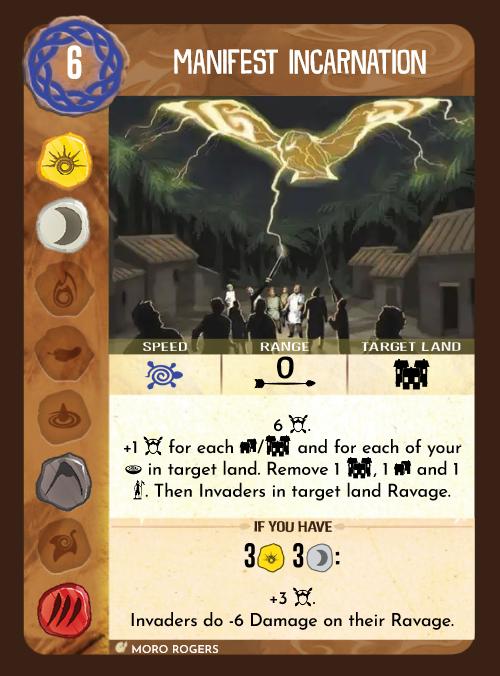 6
MANIFEST INCARNATION
SPEED RANGE TARGET LAND
0
6 .
+1 for each / and for each of your
in target land. Remove 1 , 1 and 1
. Then Invaders in target land Ravage.
IF YOU HAVE
3 3 :
+3 .
Invaders do -6 Damage on their Ravage.
MORO ROGERS